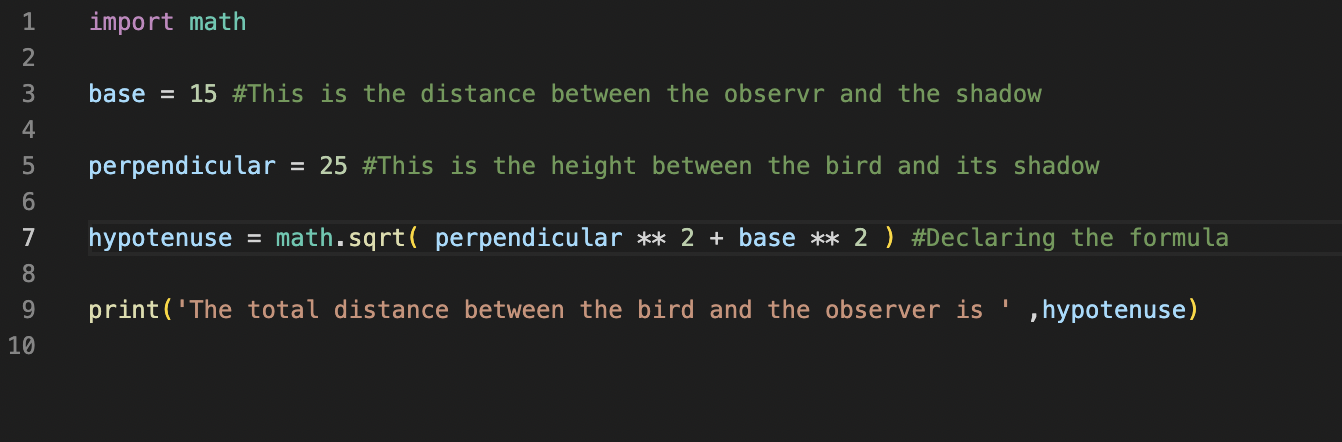 1 import math
2
3 base = 15 #This is the distance between the observr and the shadow
4
5 perpendicular = 25 #This is the height between the bird and its shadow
6
7 hypotenuse = math.sqrt( perpendicular ** 2 + base ** 2 ) #Declaring the formula
8
9 print('The total distance between the bird and the observer is ' ,hypotenuse)
10